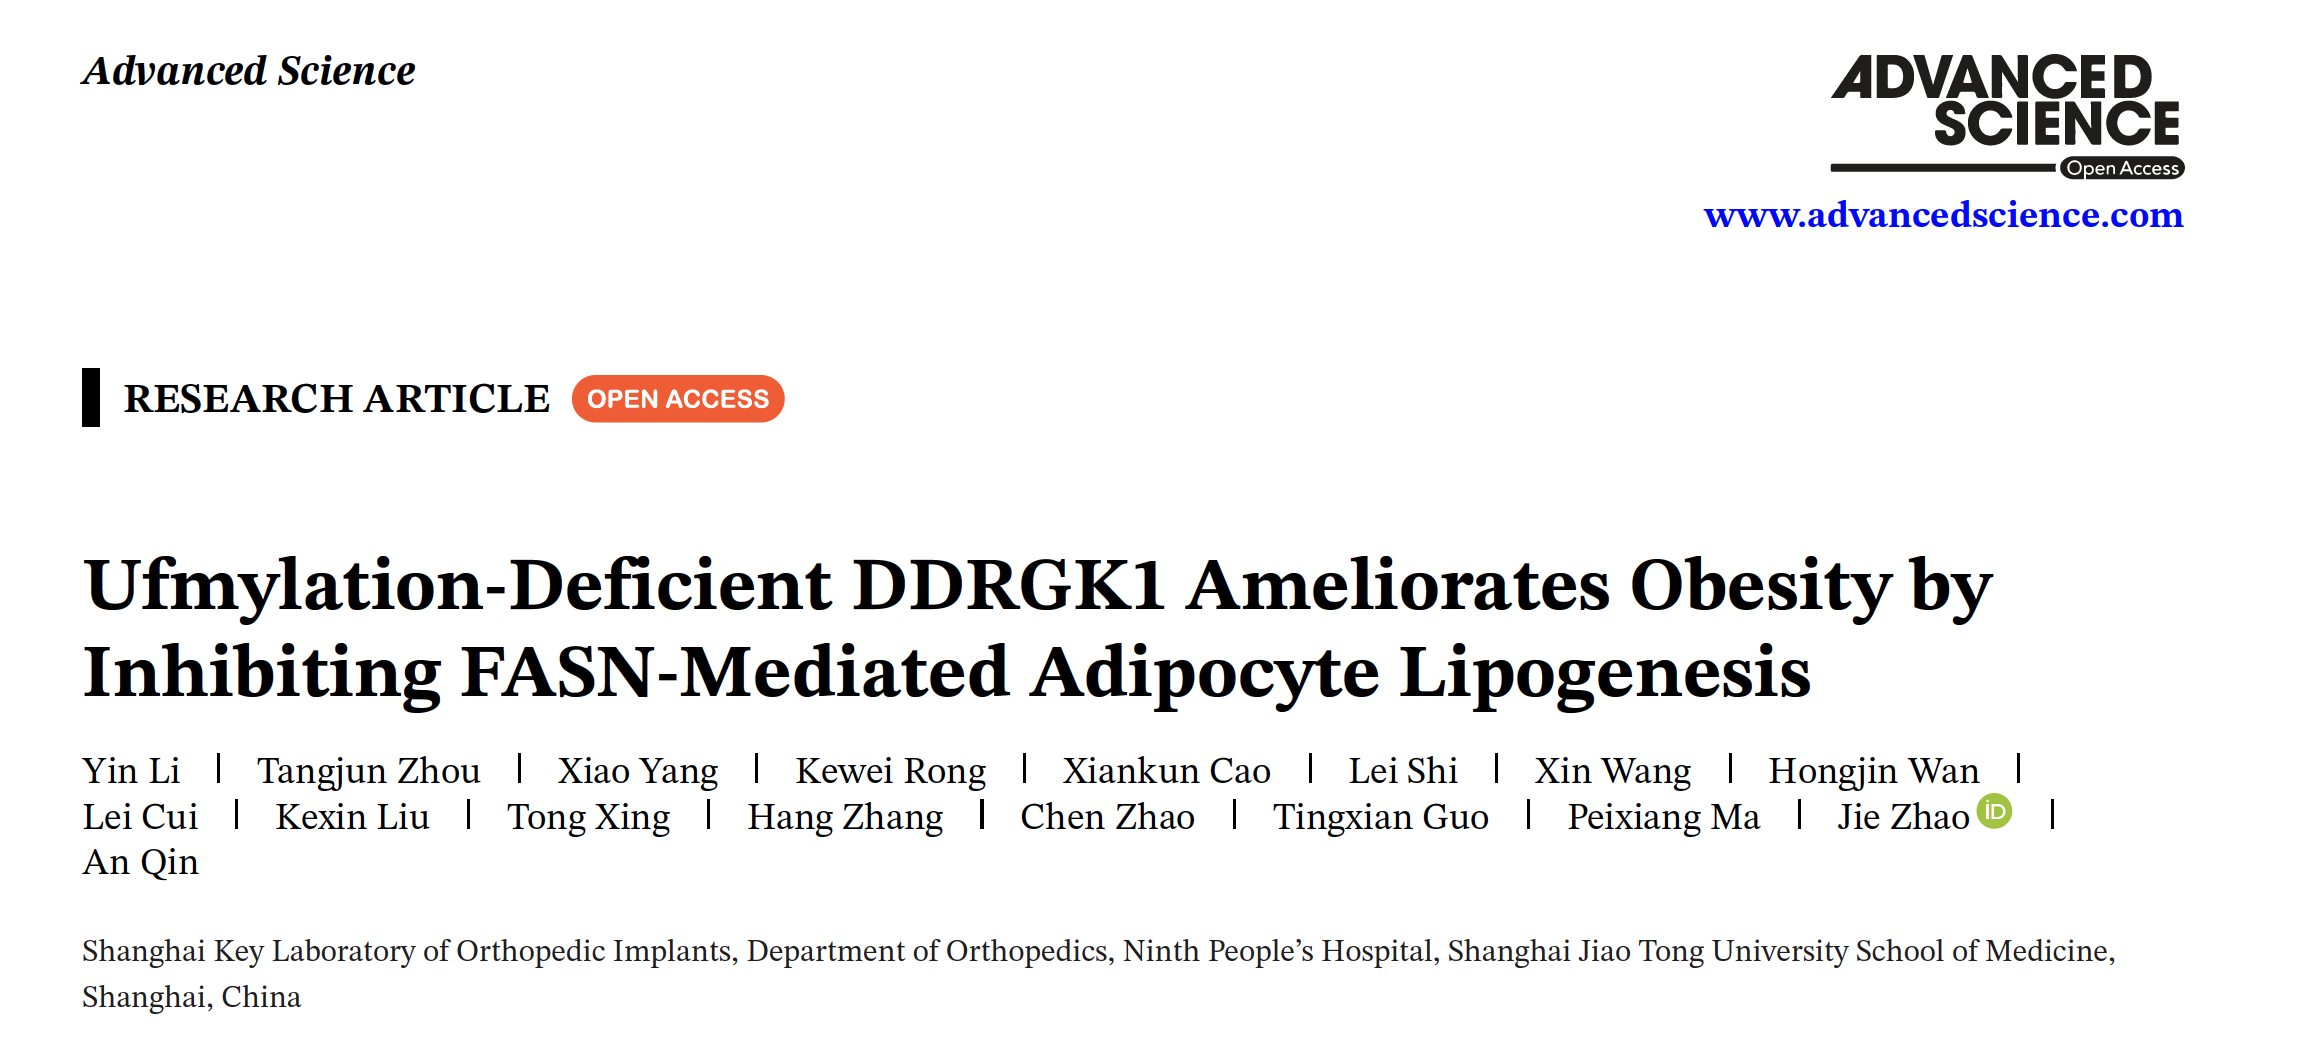 Advanced Science
ADVANCED
SCIENCE
Open Access
www.advancedscience.com
RESEARCH ARTICLE OPEN ACCESS
Ufmylation-Deficient DDRGK1 Ameliorates Obesity by
Inhibiting FASN-Mediated Adipocyte Lipogenesis
Yin Li | Tangjun Zhou | Xiao Yang | Kewei Rong | Xiankun Cao | Lei Shi | Xin Wang | Hongjin Wan |
Lei Cui | Kexin Liu | Tong Xing | Hang Zhang | Chen Zhao | Tingxian Guo | Peixiang Ma | Jie Zhao iD |
An Qin
Shanghai Key Laboratory of Orthopedic Implants, Department of Orthopedics, Ninth People’s Hospital, Shanghai Jiao Tong University School of Medicine,
Shanghai, China